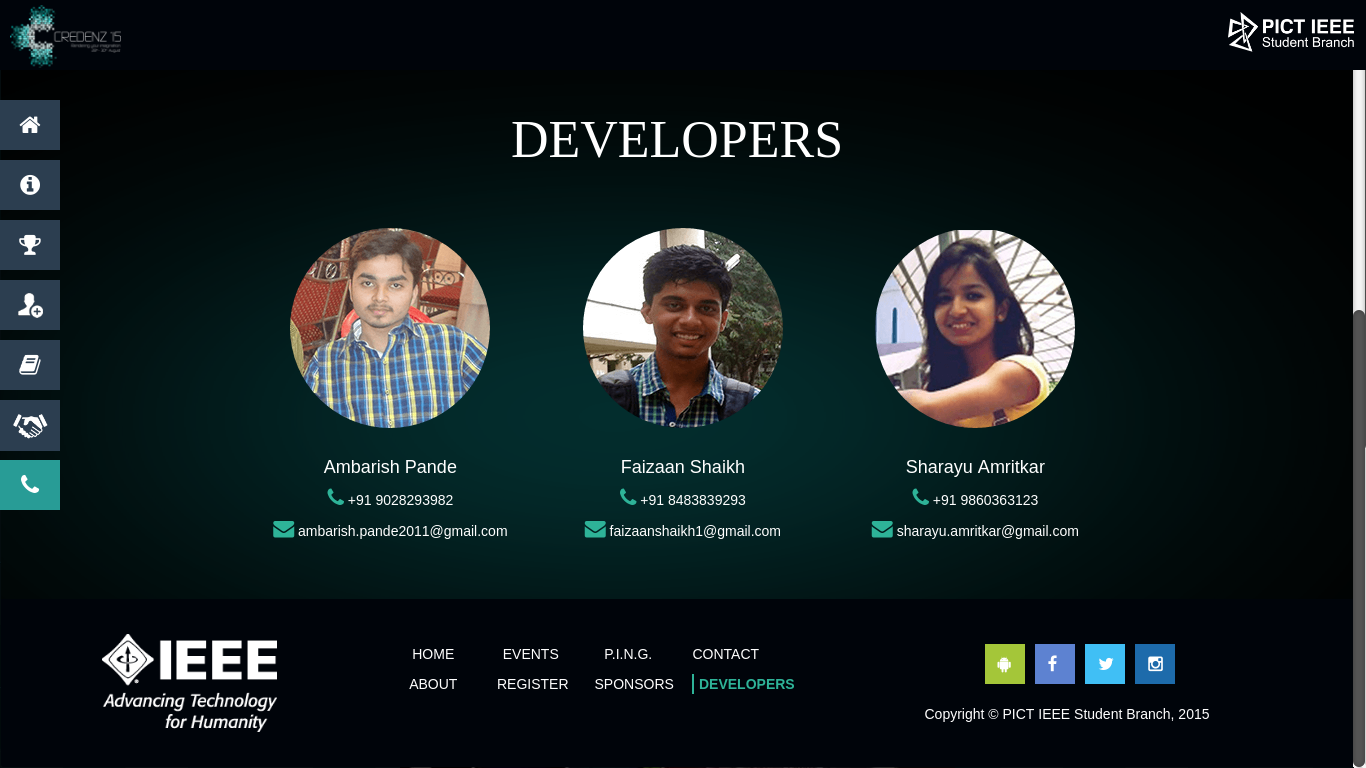 CREDENZ '15
PICT IEEE
Student Branch
DEVELOPERS
Ambarish Pande
+91 9028293982
ambarish.pande2011@gmail.com
Faizaan Shaikh
+91 8483839293
faizaanshaikh1@gmail.com
Sharayu Amritkar
+91 9860363123
sharayu.amritkar@gmail.com
IEEE
Advancing Technology
for Humanity
HOME EVENTS P.I.N.G. CONTACT
ABOUT REGISTER SPONSORS DEVELOPERS
Copyright © PICT IEEE Student Branch, 2015